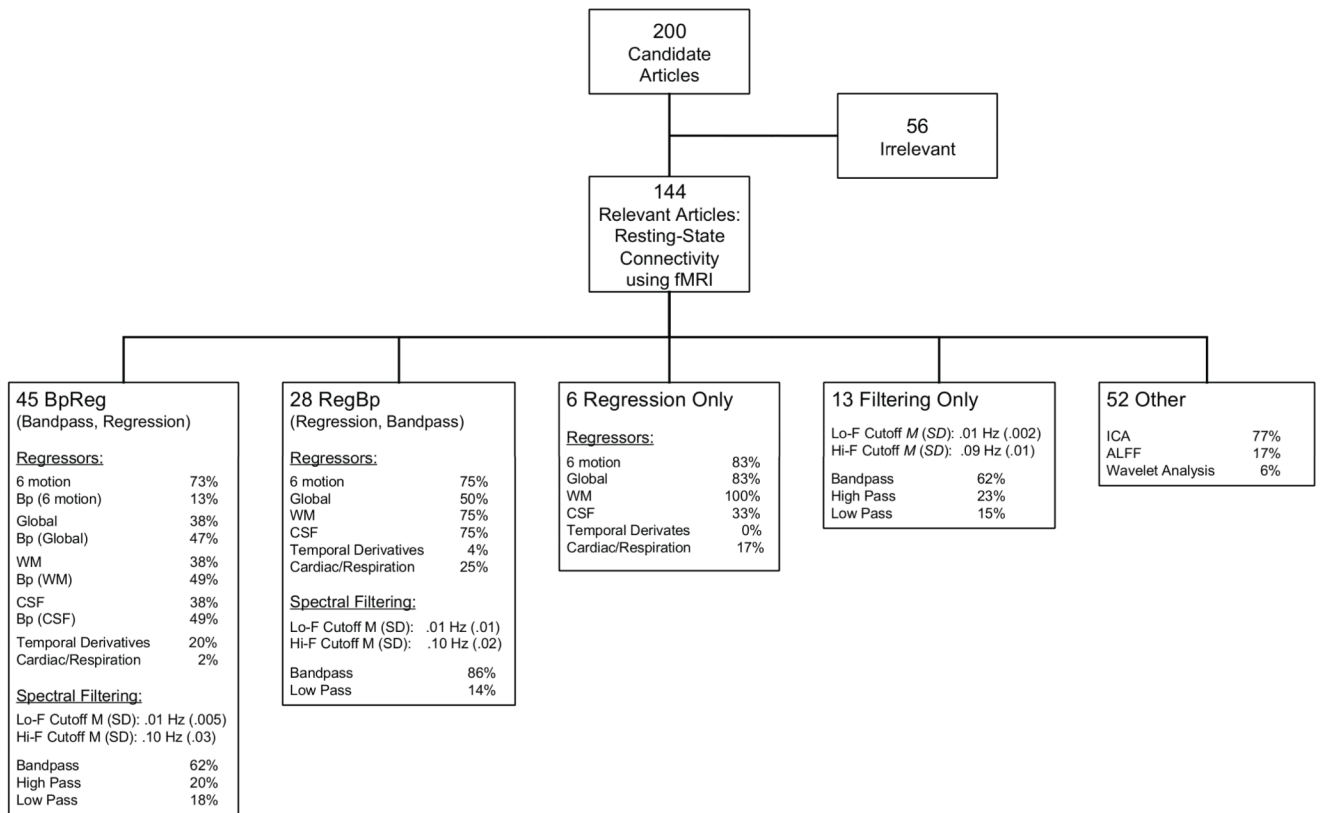 200
Candidate
Articles
56
Irrelevant
144
Relevant Articles:
Resting-State
Connectivity
using fMRI
45 BpReg
(Bandpass, Regression)
Regressors:
6 motion 73%
Bp (6 motion) 13%
Global 38%
Bp (Global) 47%
WM 38%
Bp (WM) 49%
CSF 38%
Bp (CSF) 49%
Temporal Derivatives 20%
Cardiac/Respiration 2%
Spectral Filtering:
Lo-F Cutoff M (SD): .01 Hz (.005)
Hi-F Cutoff M (SD): .10 Hz (.03)
Bandpass 62%
High Pass 20%
Low Pass 18%
28 RegBp
(Regression, Bandpass)
Regressors:
6 motion 75%
Global 50%
WM 75%
CSF 75%
Temporal Derivatives 4%
Cardiac/Respiration 25%
Spectral Filtering:
Lo-F Cutoff M (SD): .01 Hz (.01)
Hi-F Cutoff M (SD): .10 Hz (.02)
Bandpass 86%
Low Pass 14%
6 Regression Only
Regressors:
6 motion 83%
Global 83%
WM 100%
CSF 33%
Temporal Derivates 0%
Cardiac/Respiration 17%
13 Filtering Only
Lo-F Cutoff M (SD): .01 Hz (.002)
Hi-F Cutoff M (SD): .09 Hz (.01)
Bandpass 62%
High Pass 23%
Low Pass 15%
52 Other
ICA 77%
ALFF 17%
Wavelet Analysis 6%